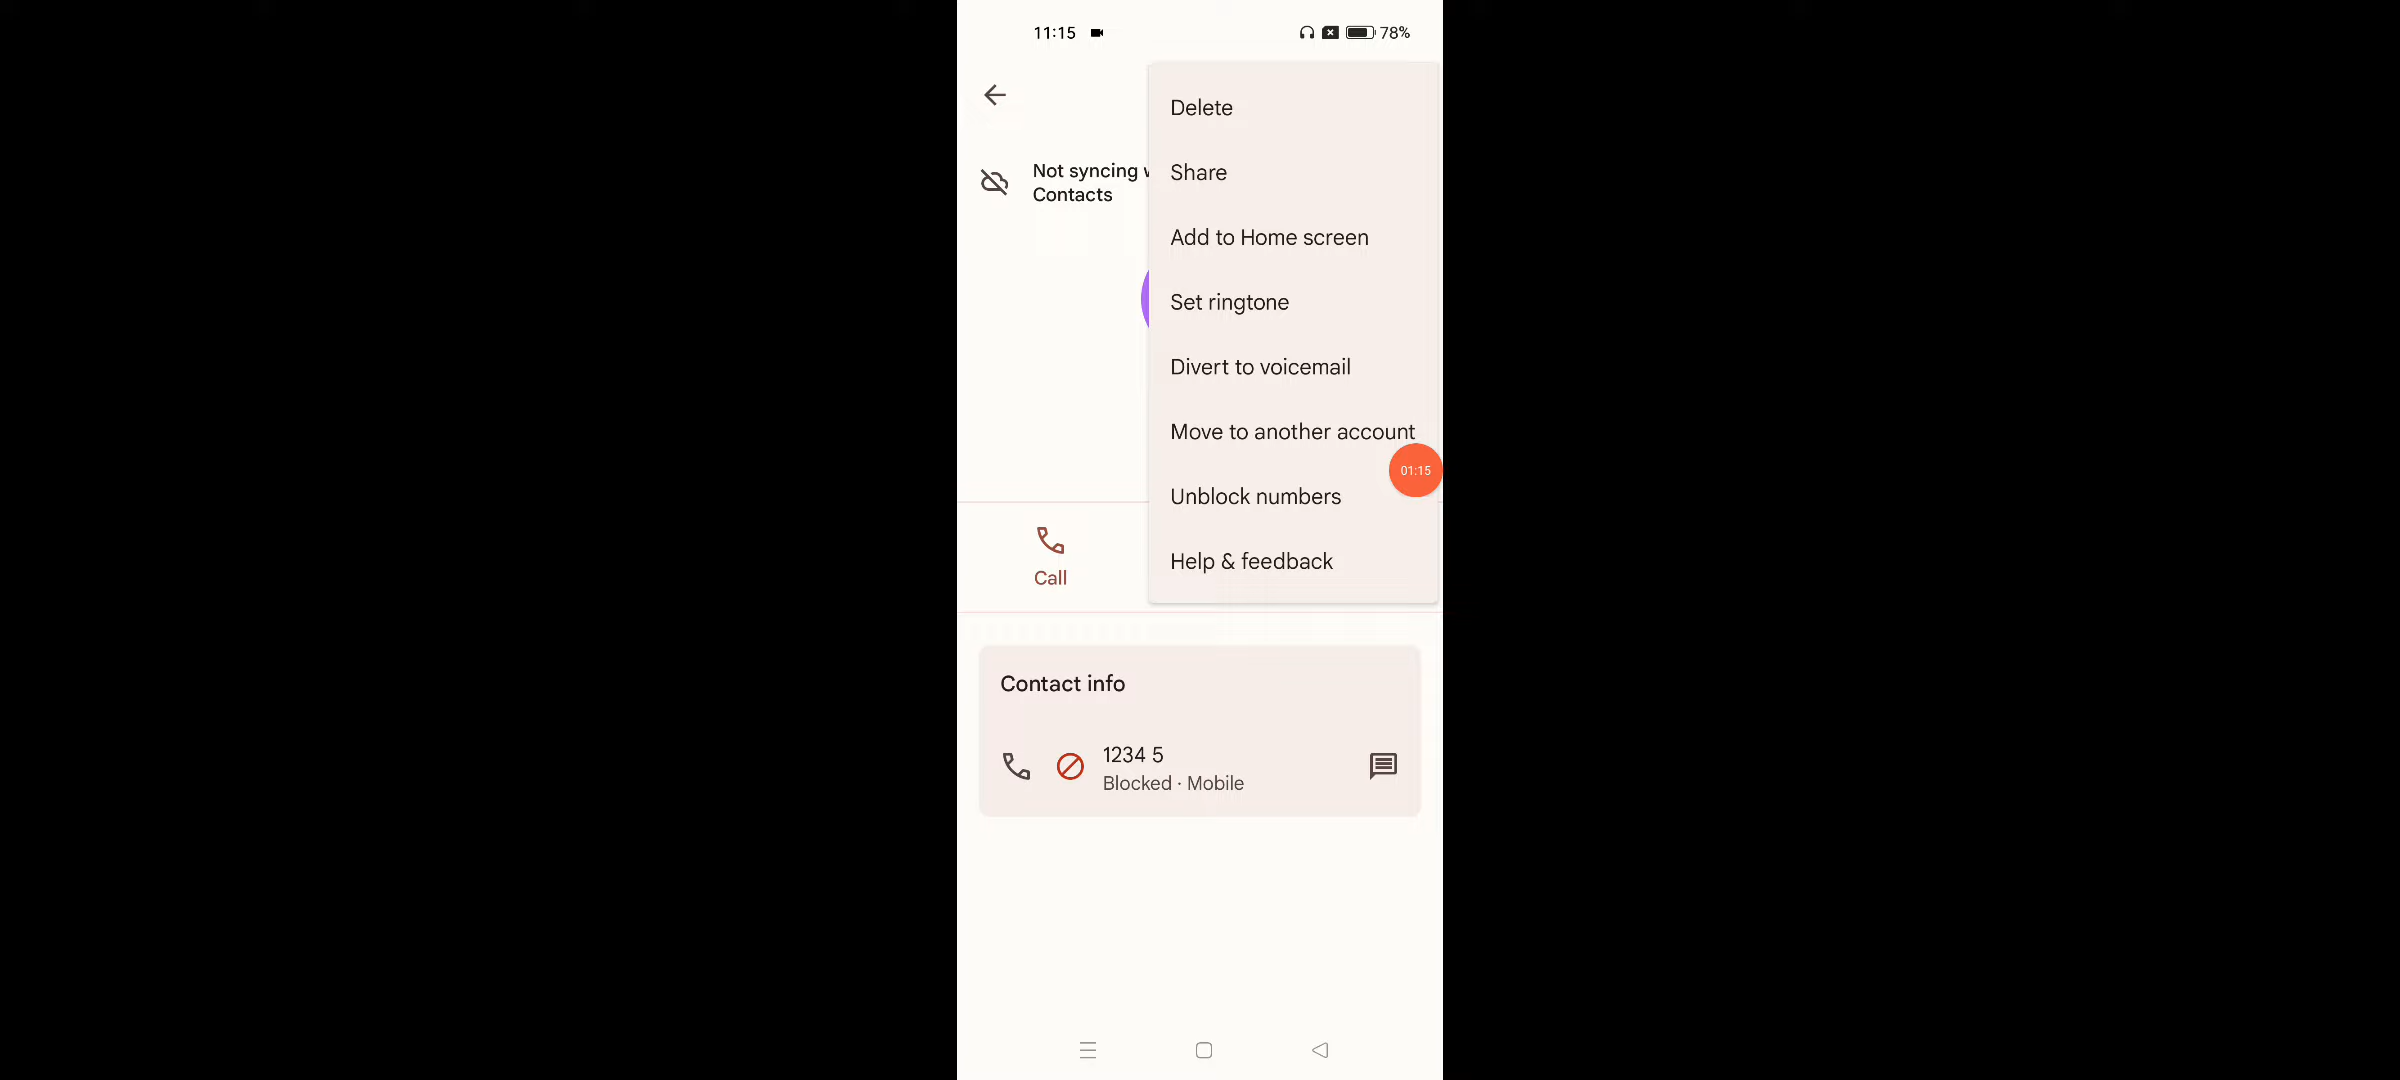 11:15
78%
Not syncing
Contacts
Delete
Share
Add to Home screen
Set ringtone
Divert to voicemail
Move to another account
01:15
Unblock numbers
Help & feedback
Call
Contact info
1234 5
Blocked · Mobile